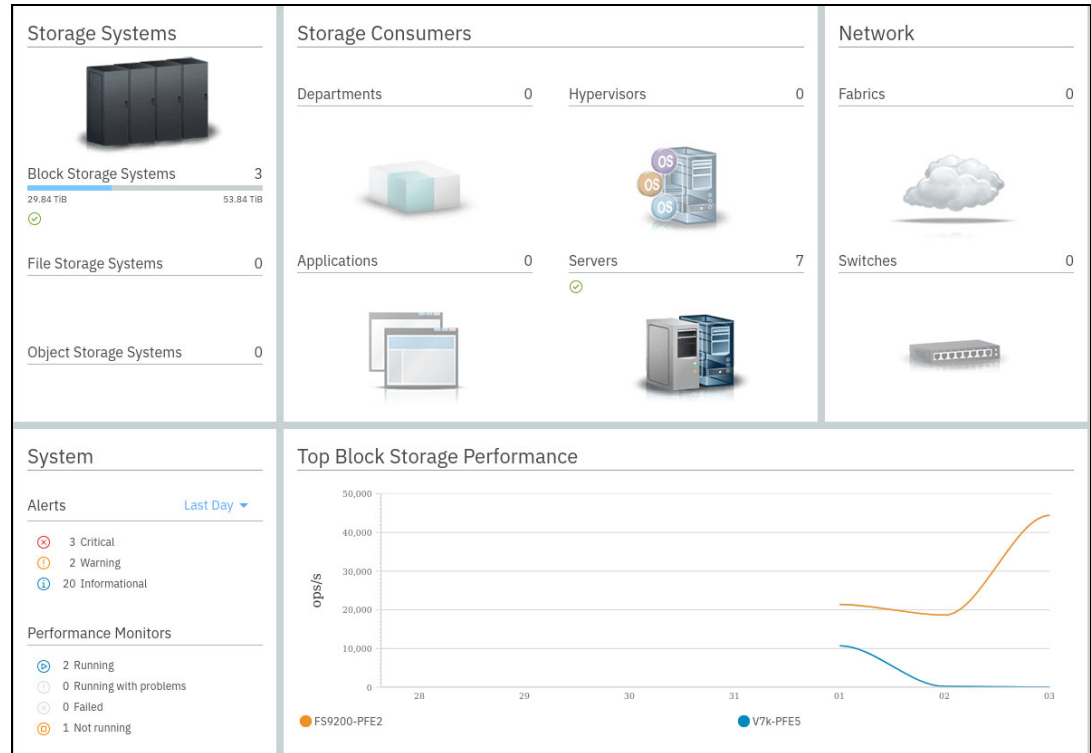 Storage Systems
Block Storage Systems 3
29.84 TiB 53.84 TiB
File Storage Systems 0
Object Storage Systems 0
Storage Consumers
Departments 0
Hypervisors 0
OS
OS
OS
Applications 0
Servers 7
Network
Fabrics 0
Switches 0
System
Alerts Last Day
3 Critical
2 Warning
20 Informational
Performance Monitors
2 Running
0 Running with problems
0 Failed
1 Not running
Top Block Storage Performance
50,000
40,000
30,000
20,000
10,000
0
ops/s
28 29 30 31 01 02 03
FS9200-PFE2 V7k-PFE5